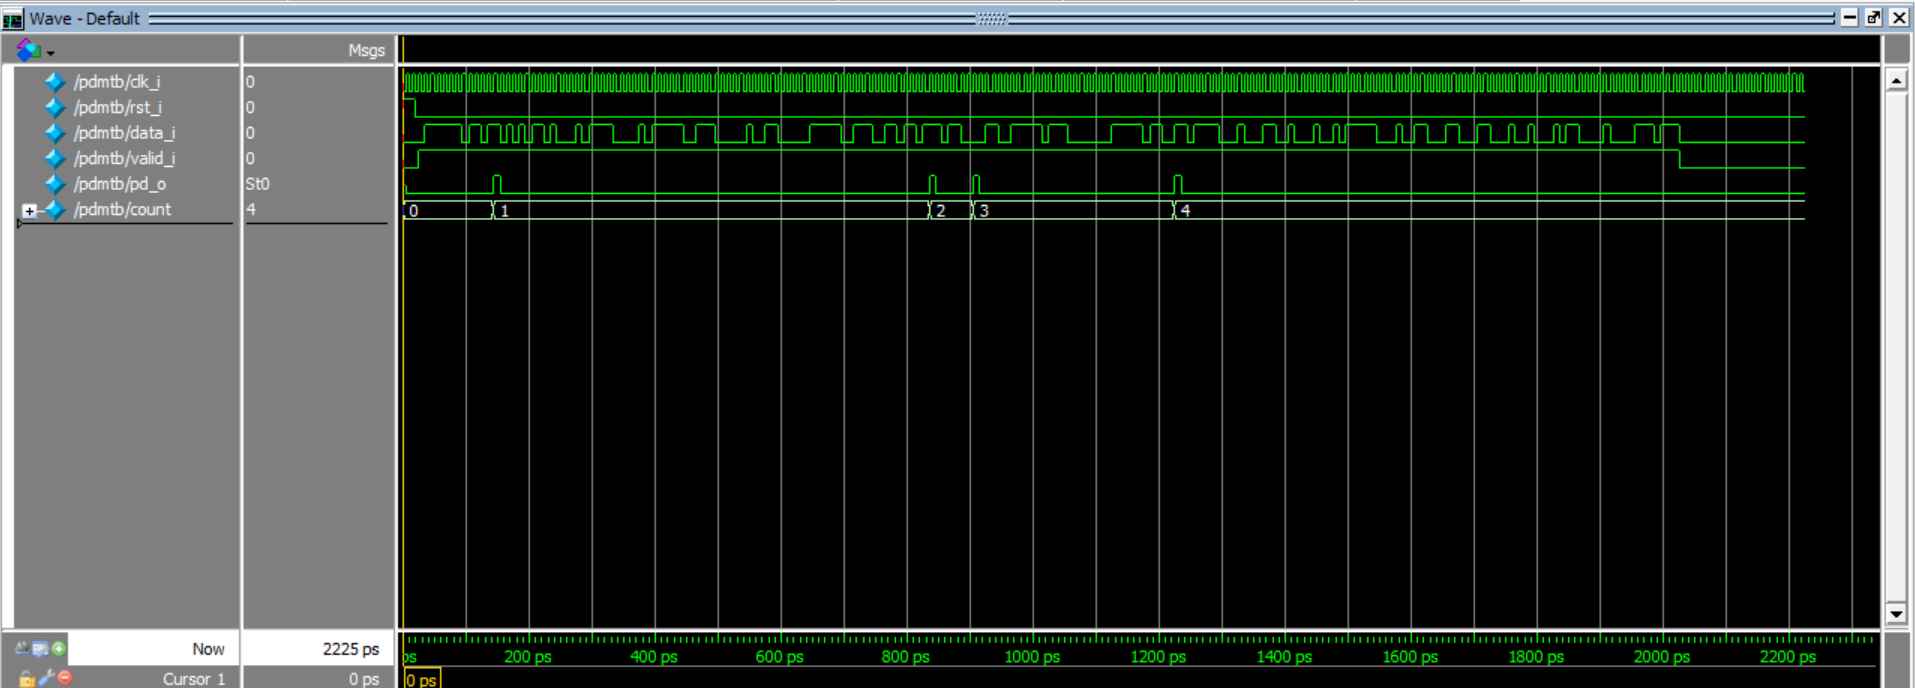 Wave - Default
Msgs
/pdmtb/clk_i 0
/pdmtb/rst_i 0
/pdmtb/data_i 0
/pdmtb/valid_i 0
/pdmtb/pd_o St0
/pdmtb/count 4 0 1 2 3 4
Now 2225 ps ps 200 ps 400 ps 600 ps 800 ps 1000 ps 1200 ps 1400 ps 1600 ps 1800 ps 2000 ps 2200 ps
Cursor 1 0 ps 0 ps